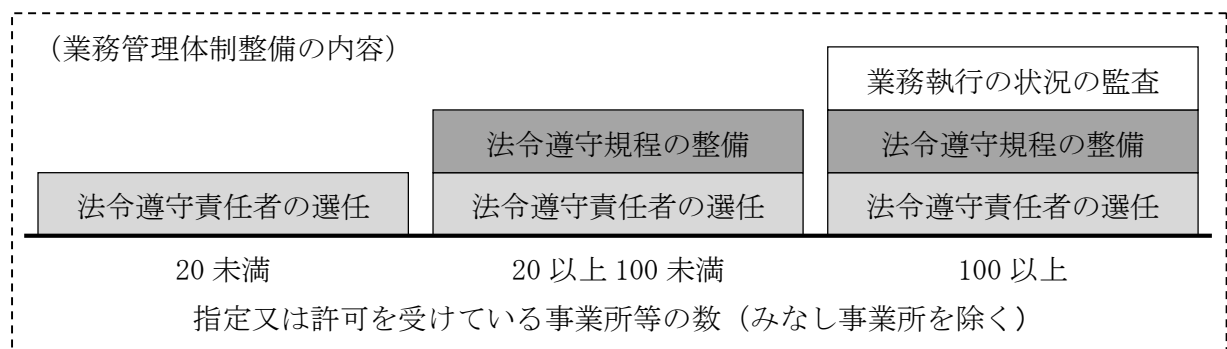 （業務管理体制整備の内容）
業務執行の状況の監査
法令遵守規程の整備
法令遵守規程の整備
法令遵守責任者の選任
法令遵守責任者の選任
法令遵守責任者の選任
20 未満
20 以上 100 未満
100 以上
指定又は許可を受けている事業所等の数（みなし事業所を除く）